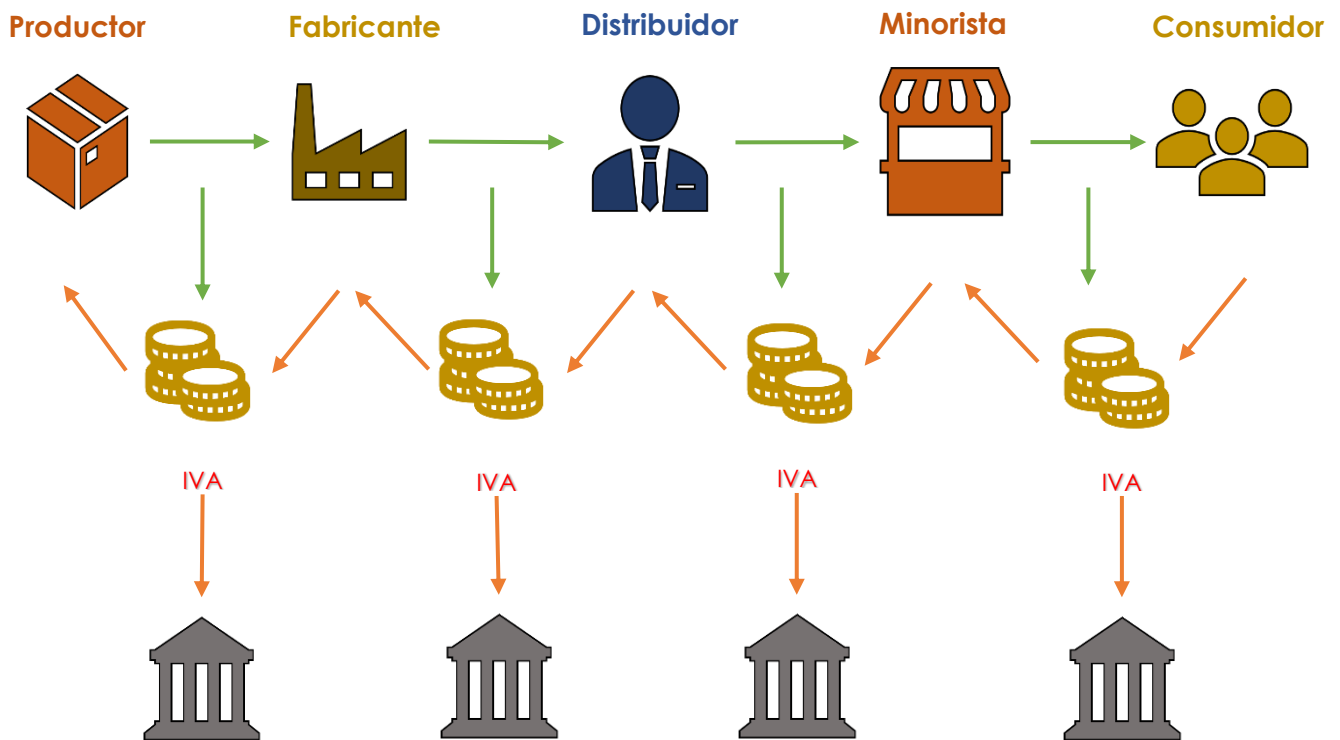 Productor
Fabricante
Distribuidor
Minorista
Consumidor
IVA
IVA
IVA
IVA